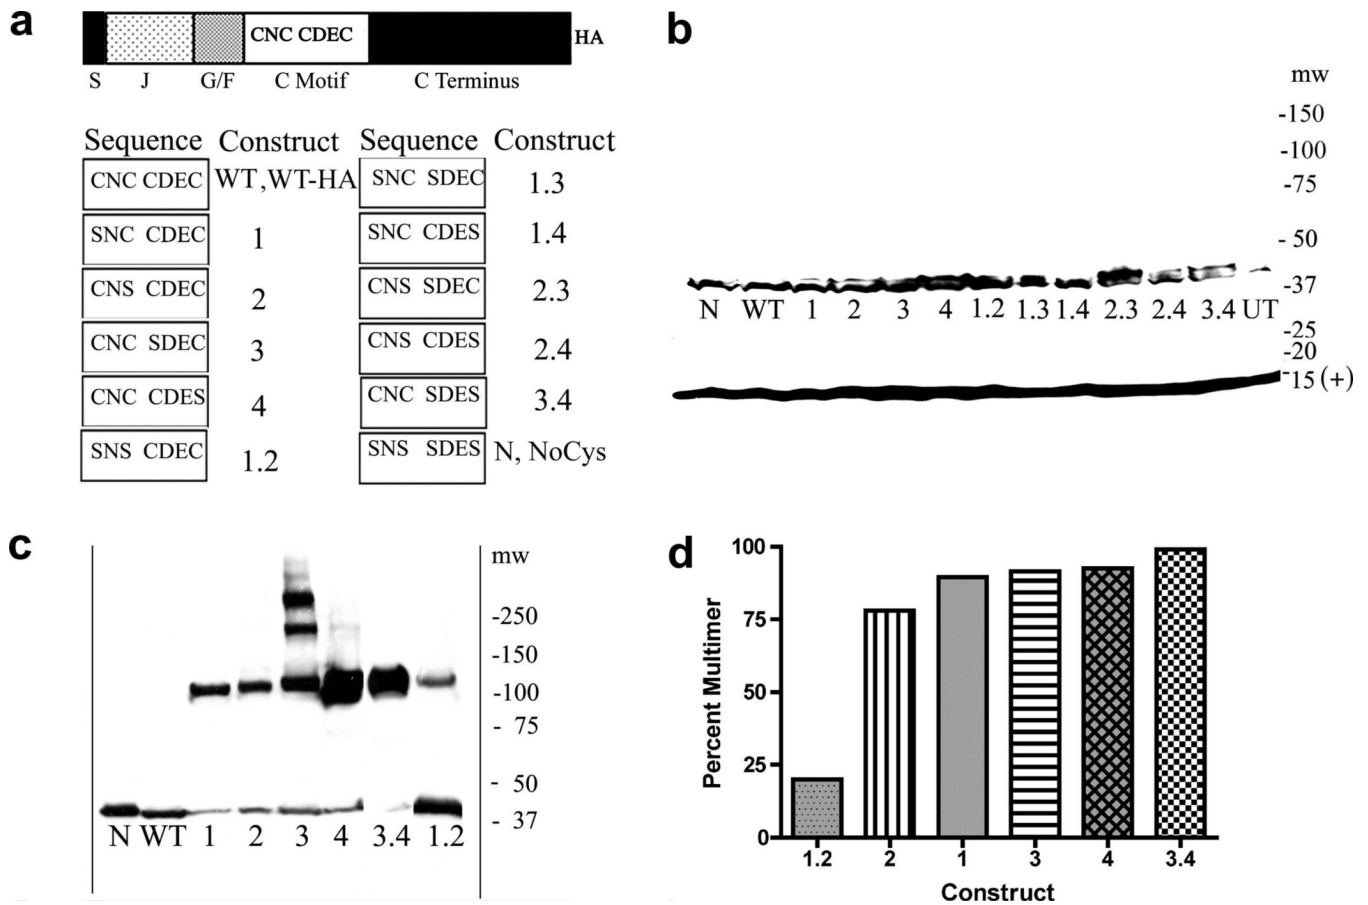 a
CNC CDEC
HA
S J G/F C Motif C Terminus
Sequence Construct Sequence Construct
CNC CDEC WT,WT-HA SNC SDEC 1.3
SNC CDEC 1 SNC CDES 1.4
CNS CDEC 2 CNS SDEC 2.3
CNC SDEC 3 CNS CDES 2.4
CNC CDES 4 CNC SDES 3.4
SNS CDEC 1.2 SNS SDES N, NoCys
b
mw
-150
-100
-75
- 50
-37
N WT 1 2 3 4 1.2 1.3 1.4 2.3 2.4 3.4 UT
-25
-20
-15 (+)
c
mw
-250
-150
-100
- 75
- 50
- 37
N WT 1 2 3 4 3.4 1.2
d
Percent Multimer
100
75
50
25
0
1.2 2 1 3 4 3.4
Construct